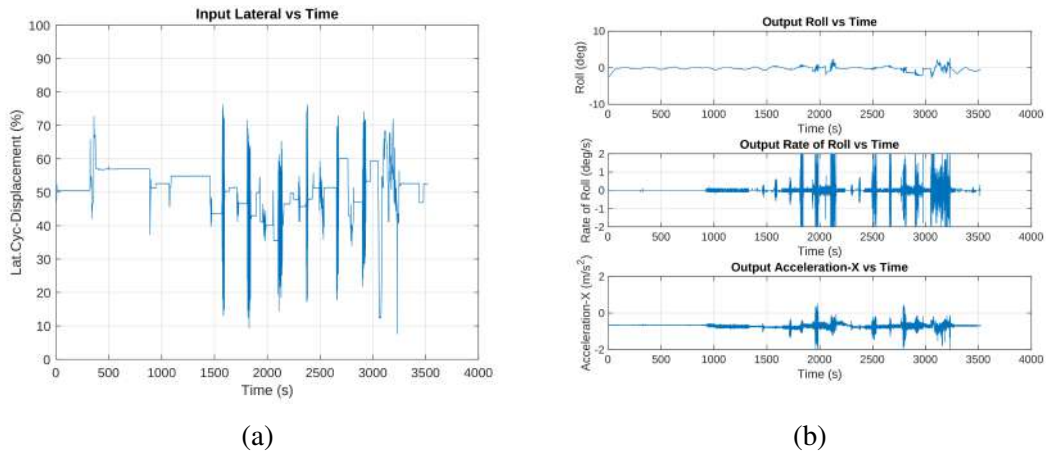 Input Lateral vs Time
100
90
80
70
60
50
40
30
20
10
0
Lat.Cyc-Displacement (%)
0 500 1000 1500 2000 2500 3000 3500 4000
Time (s)
(a)
Output Roll vs Time
10
0
-10
Roll (deg)
0 500 1000 1500 2000 2500 3000 3500 4000
Time (s)
Output Rate of Roll vs Time
2
1
0
-1
-2
Rate of Roll (deg/s)
0 500 1000 1500 2000 2500 3000 3500 4000
Time (s)
Output Acceleration-X vs Time
2
0
-2
Acceleration-X (m/s²)
0 500 1000 1500 2000 2500 3000 3500 4000
Time (s)
(b)